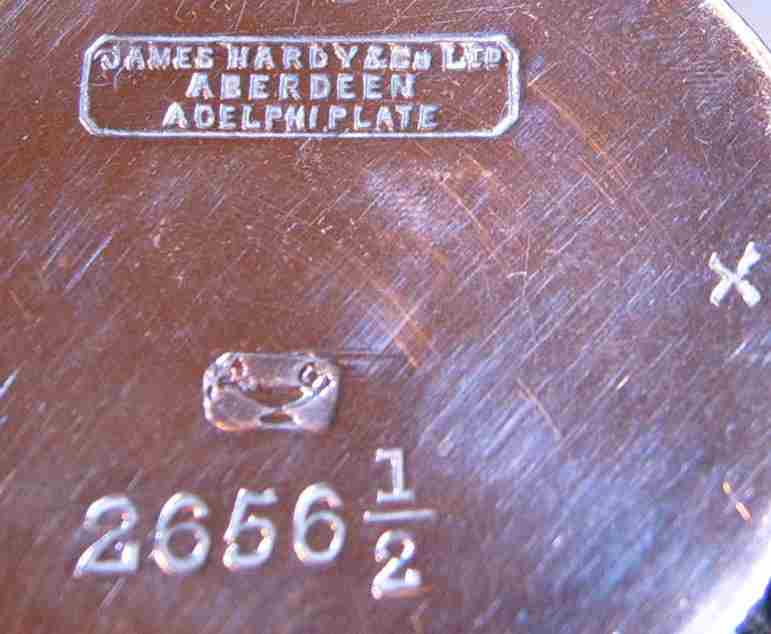 JAMES HARDY & Co LTD
ABERDEEN
ADELPHI PLATE
X
2656 1/2